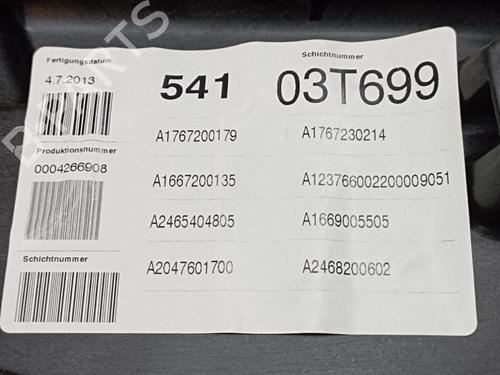 Fertigungsdatum
4.7.2013
541
Schichtnummer
03T699
A1767200179
A1767230214
Produktionsnummer
0004266908
A1667200135
A123766002200009051
A2465404805
A1669005505
Schichtnummer
A2047601700
A2468200602